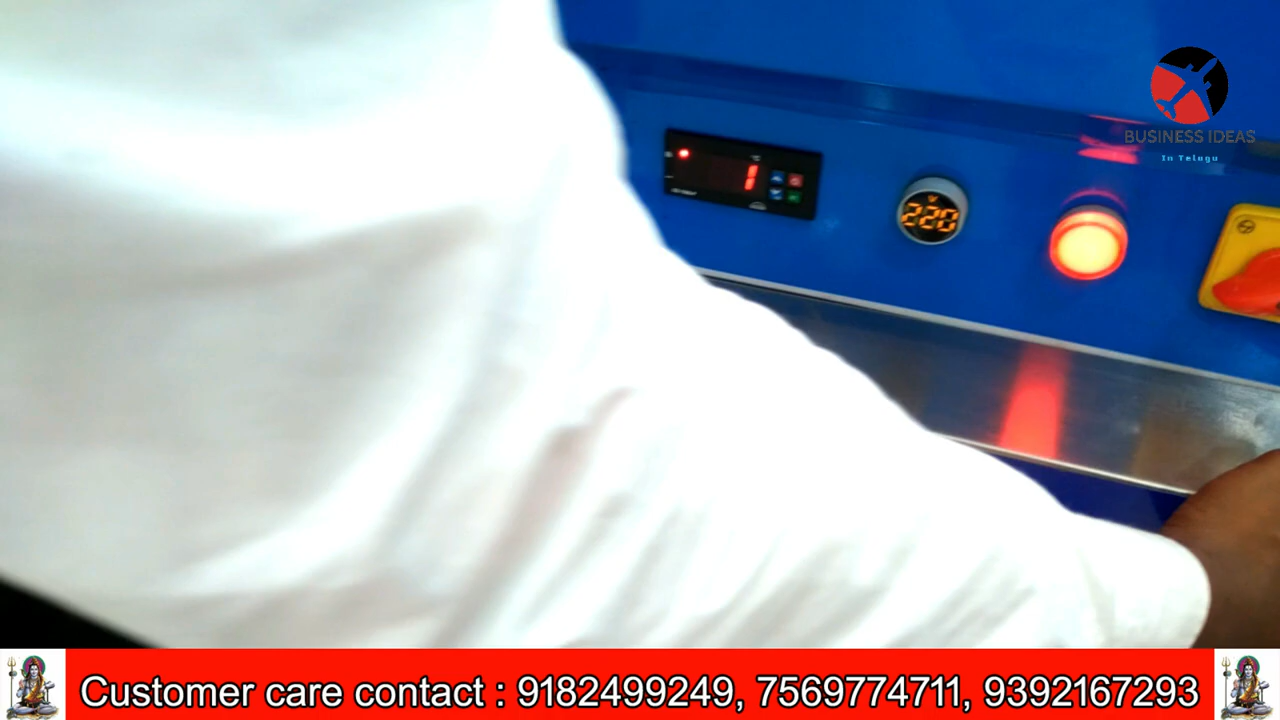 BUSINESS IDEAS
In Telugu
°C
1
V
220
Customer care contact : 9182499249, 7569774711, 9392167293